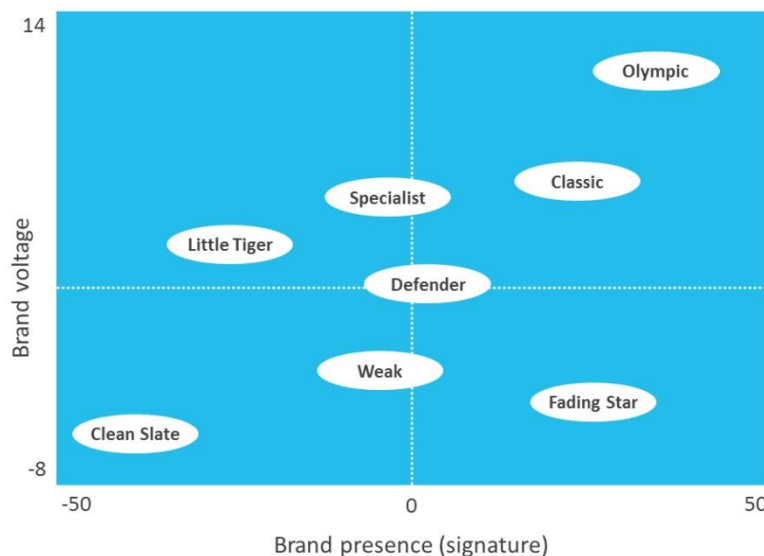 14
Olympic
Classic
Specialist
Little Tiger
Defender
Brand voltage
Weak
Fading Star
Clean Slate
-8
-50
0
50
Brand presence (signature)